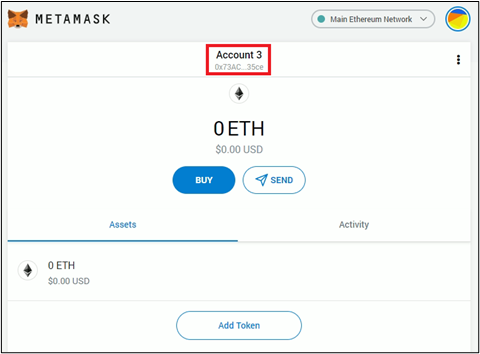 METAMASK
Main Ethereum Network
Account 3
0x73AC...35ce
0 ETH
$0.00 USD
BUY
SEND
Assets
Activity
0 ETH
$0.00 USD
Add Token